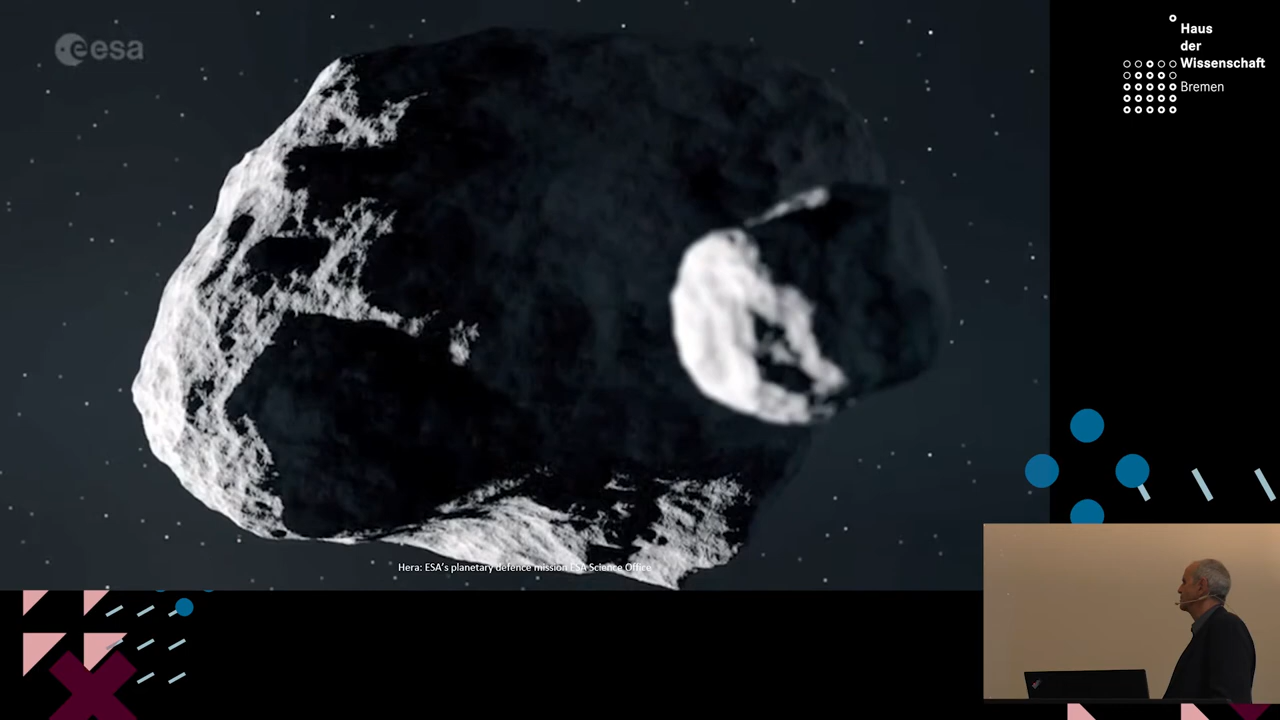 esa
Haus
der
Wissenschaft
Bremen
Hera: ESA's planetary defence mission ESA Science Office